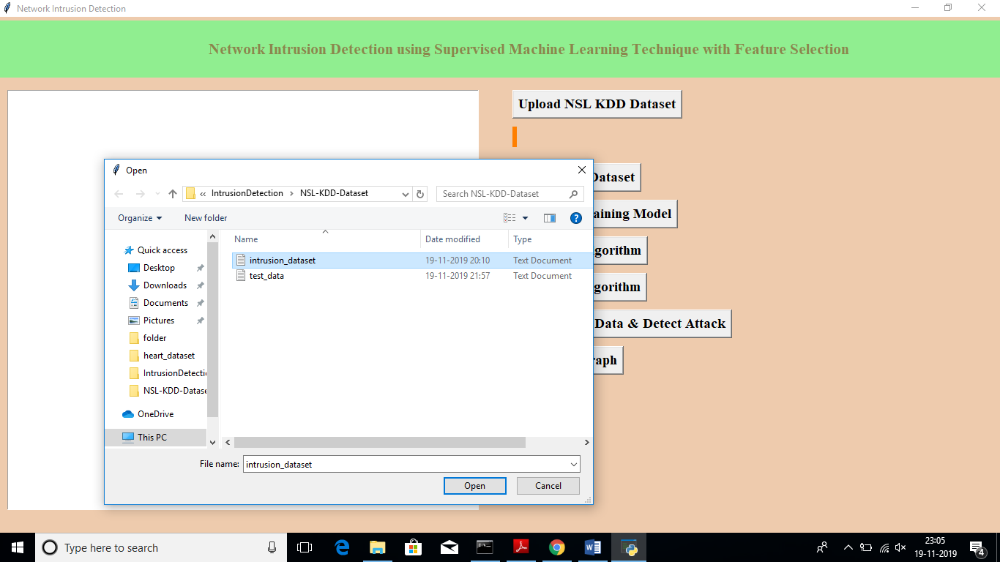 Network Intrusion Detection
Network Intrusion Detection using Supervised Machine Learning Technique with Feature Selection
Upload NSL KDD Dataset
Dataset
aining Model
gorithm
gorithm
Data & Detect Attack
raph
Open
« IntrusionDetection › NSL-KDD-Dataset
Search NSL-KDD-Dataset
Organize
New folder
Name Date modified Type
Quick access
Desktop
Downloads
Documents
Pictures
folder
heart_dataset
IntrusionDetectic
NSL-KDD-Datase
OneDrive
This PC
intrusion_dataset 19-11-2019 20:10 Text Document
test_data 19-11-2019 21:57 Text Document
File name: intrusion_dataset
Open Cancel
Type here to search
23:05
19-11-2019
4